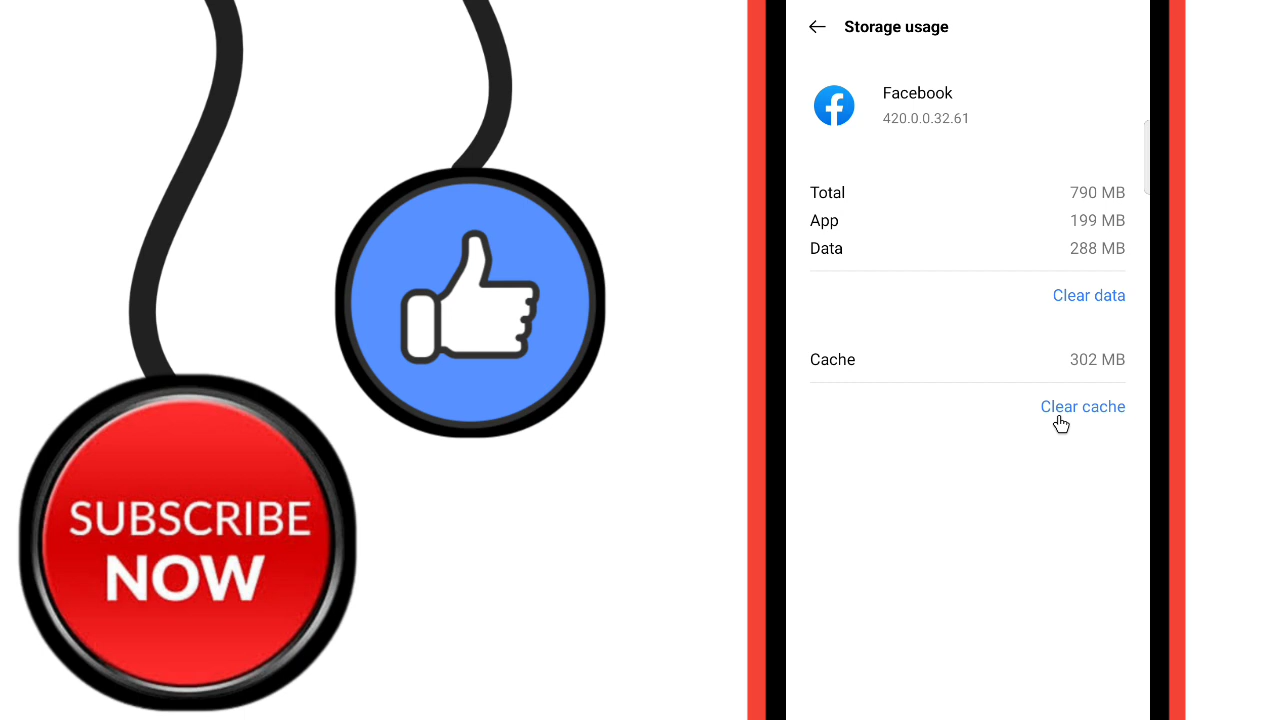 SUBSCRIBE
NOW
Storage usage
Facebook
420.0.0.32.61
Total 790 MB
App 199 MB
Data 288 MB
Clear data
Cache 302 MB
Clear cache